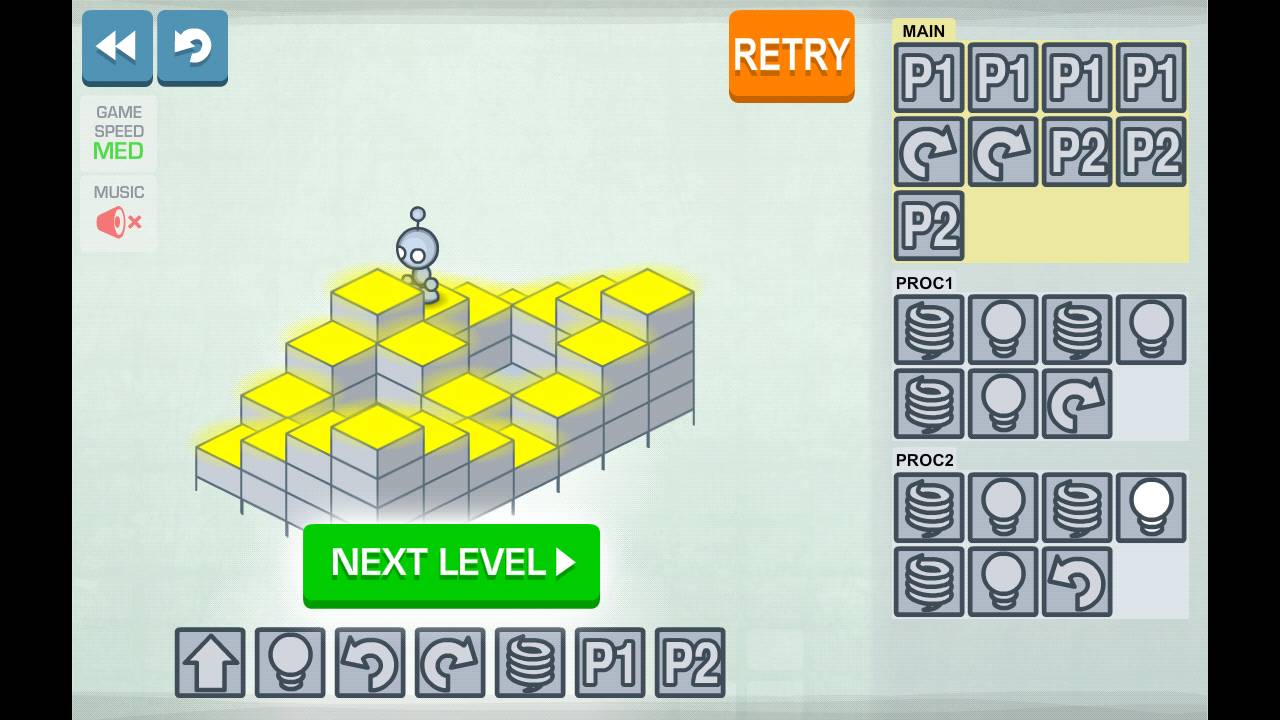 RETRY
GAME
SPEED
MED
MUSIC
MAIN
P1 P1 P1 P1
P2 P2
P2
PROC1
PROC2
NEXT LEVEL
P1 P2